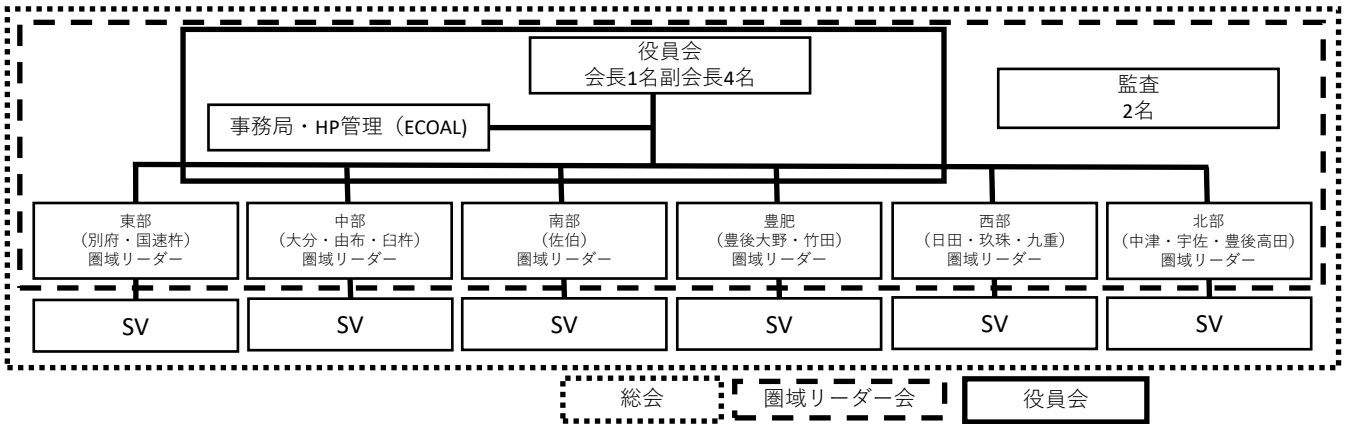 役員会
会長1名副会長4名
監査
2名
事務局・HP管理（ECOAL)
東部
(別府・国速杵)
圏域リーダー
中部
(大分・由布・臼杵)
圏域リーダー
南部
(佐伯)
圏域リーダー
豊肥
(豊後大野・竹田)
圏域リーダー
西部
(日田・玖珠・九重)
圏域リーダー
北部
(中津・宇佐・豊後高田)
圏域リーダー
SV
SV
SV
SV
SV
SV
総会
圏域リーダー会
役員会